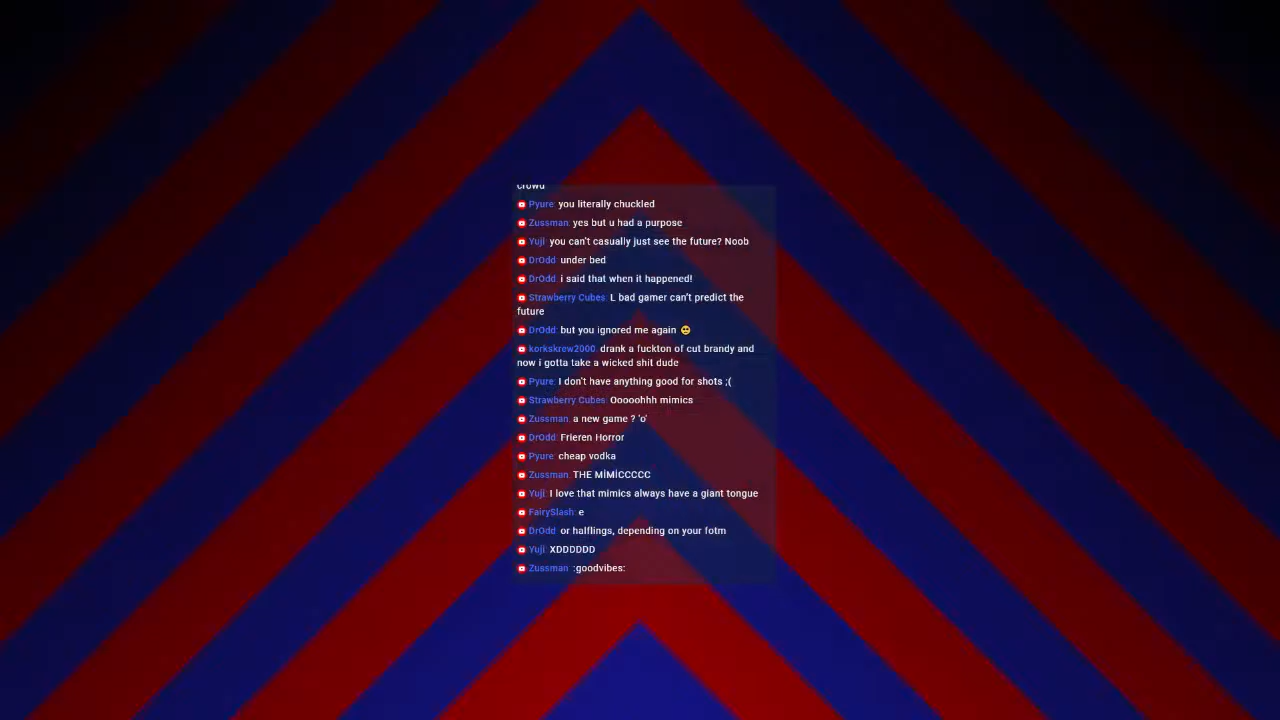 crowd
Pyure: you literally chuckled
Zussman: yes but u had a purpose
Yuji: you can't casually just see the future? Noob
DrOdd: under bed
DrOdd: i said that when it happened!
Strawberry Cubes: L bad gamer can't predict the
future
DrOdd: but you ignored me again 🥺
korkskrew2000: drank a fuckton of cut brandy and
now i gotta take a wicked shit dude
Pyure: I don't have anything good for shots ;(
Strawberry Cubes: Ooooohhh mimics
Zussman: a new game ? 'o'
DrOdd: Frieren Horror
Pyure: cheap vodka
Zussman: THE MİMİCCCCC
Yuji: I love that mimics always have a giant tongue
FairySlash: e
DrOdd: or halflings, depending on your fotm
Yuji: XDDDDDD
Zussman: :goodvibes: